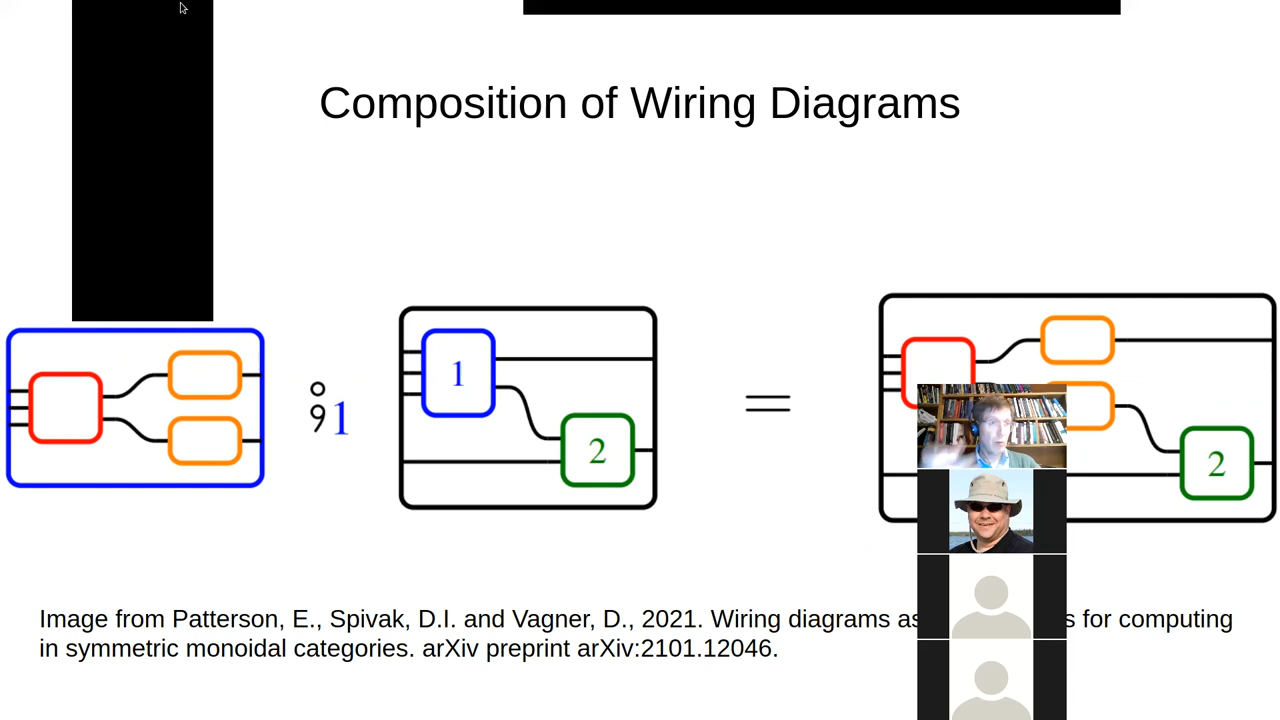 Composition of Wiring Diagrams
1
1
2
=
2
Image from Patterson, E., Spivak, D.I. and Vagner, D., 2021. Wiring diagrams as for computing
in symmetric monoidal categories. arXiv preprint arXiv:2101.12046.